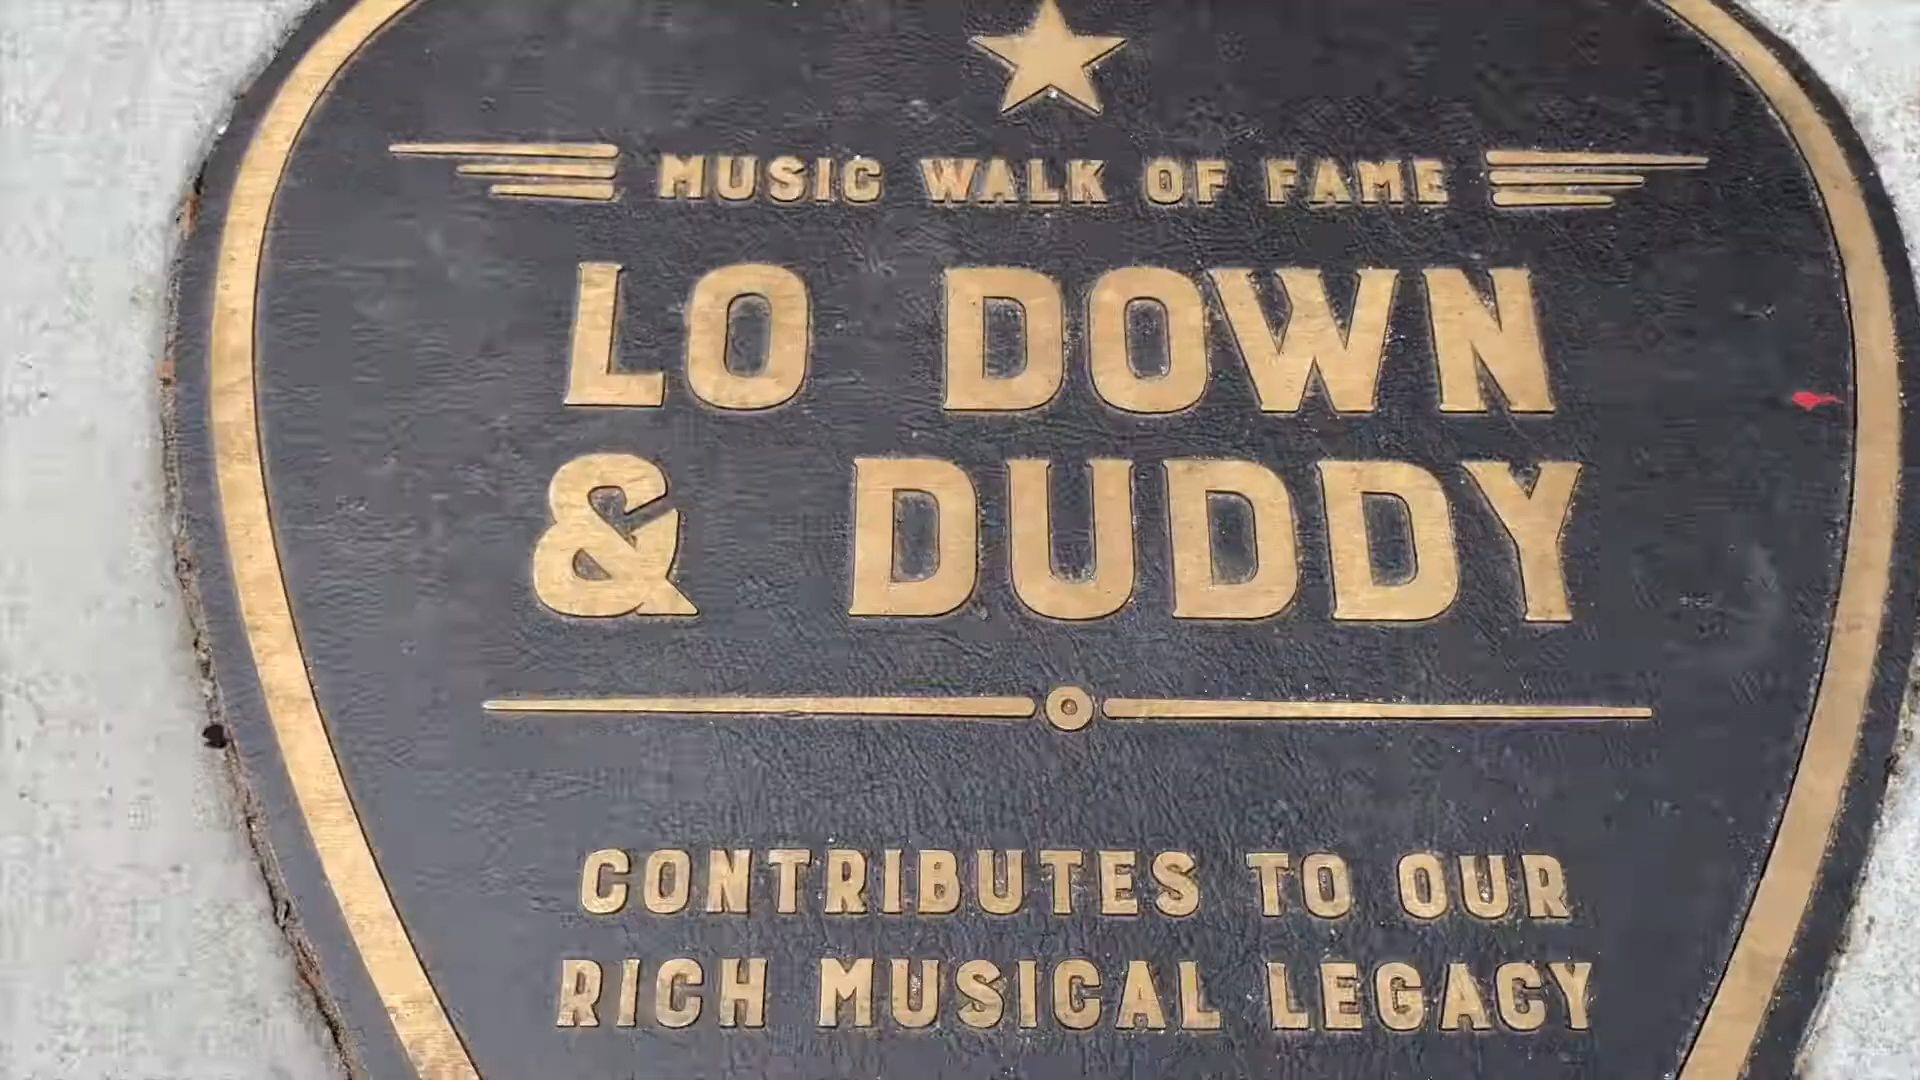 MUSIC WALK OF FAME
LO DOWN
& DUDDY
CONTRIBUTES TO OUR
RICH MUSICAL LEGACY